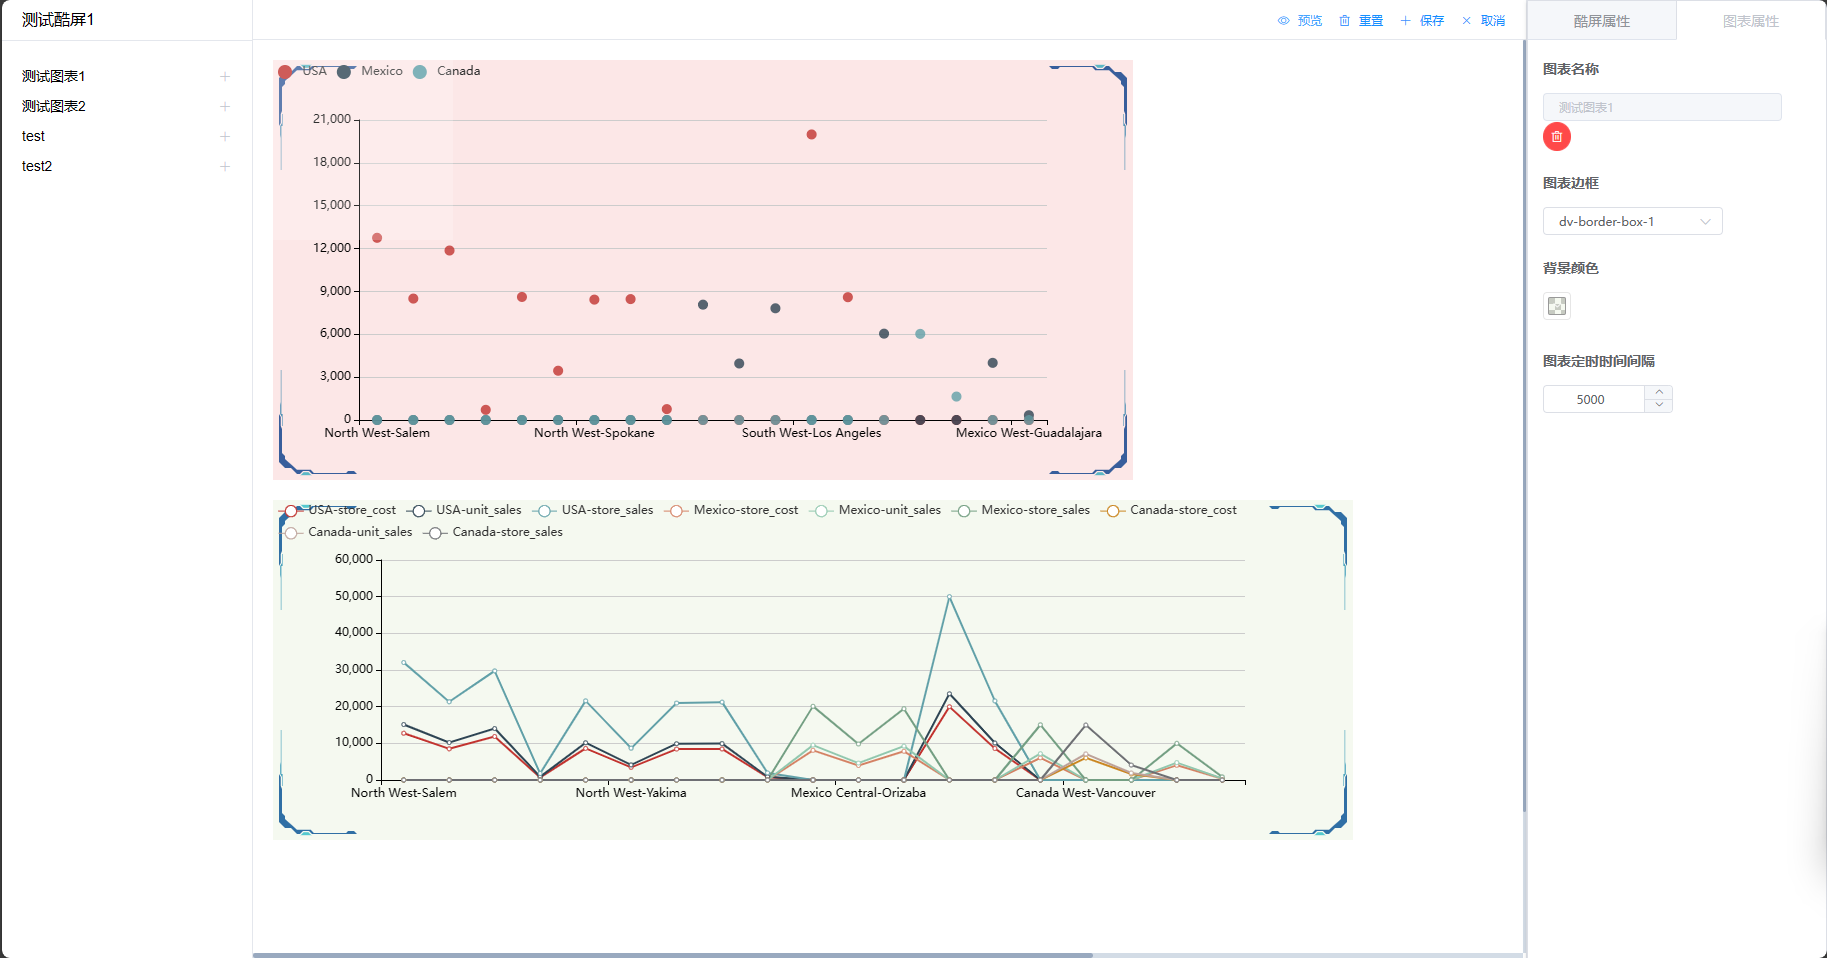 测试酷屏1
预览 重置 保存 取消
酷屏属性 图表属性
测试图表1
测试图表2
test
test2
USA Mexico Canada
21,000
18,000
15,000
12,000
9,000
6,000
3,000
0
North West-Salem North West-Spokane South West-Los Angeles Mexico West-Guadalajara
USA-store_cost USA-unit_sales USA-store_sales Mexico-store_cost Mexico-unit_sales Mexico-store_sales Canada-store_cost
Canada-unit_sales Canada-store_sales
60,000
50,000
40,000
30,000
20,000
10,000
0
North West-Salem North West-Yakima Mexico Central-Orizaba Canada West-Vancouver
图表名称
测试图表1
图表边框
dv-border-box-1
背景颜色
图表定时时间间隔
5000